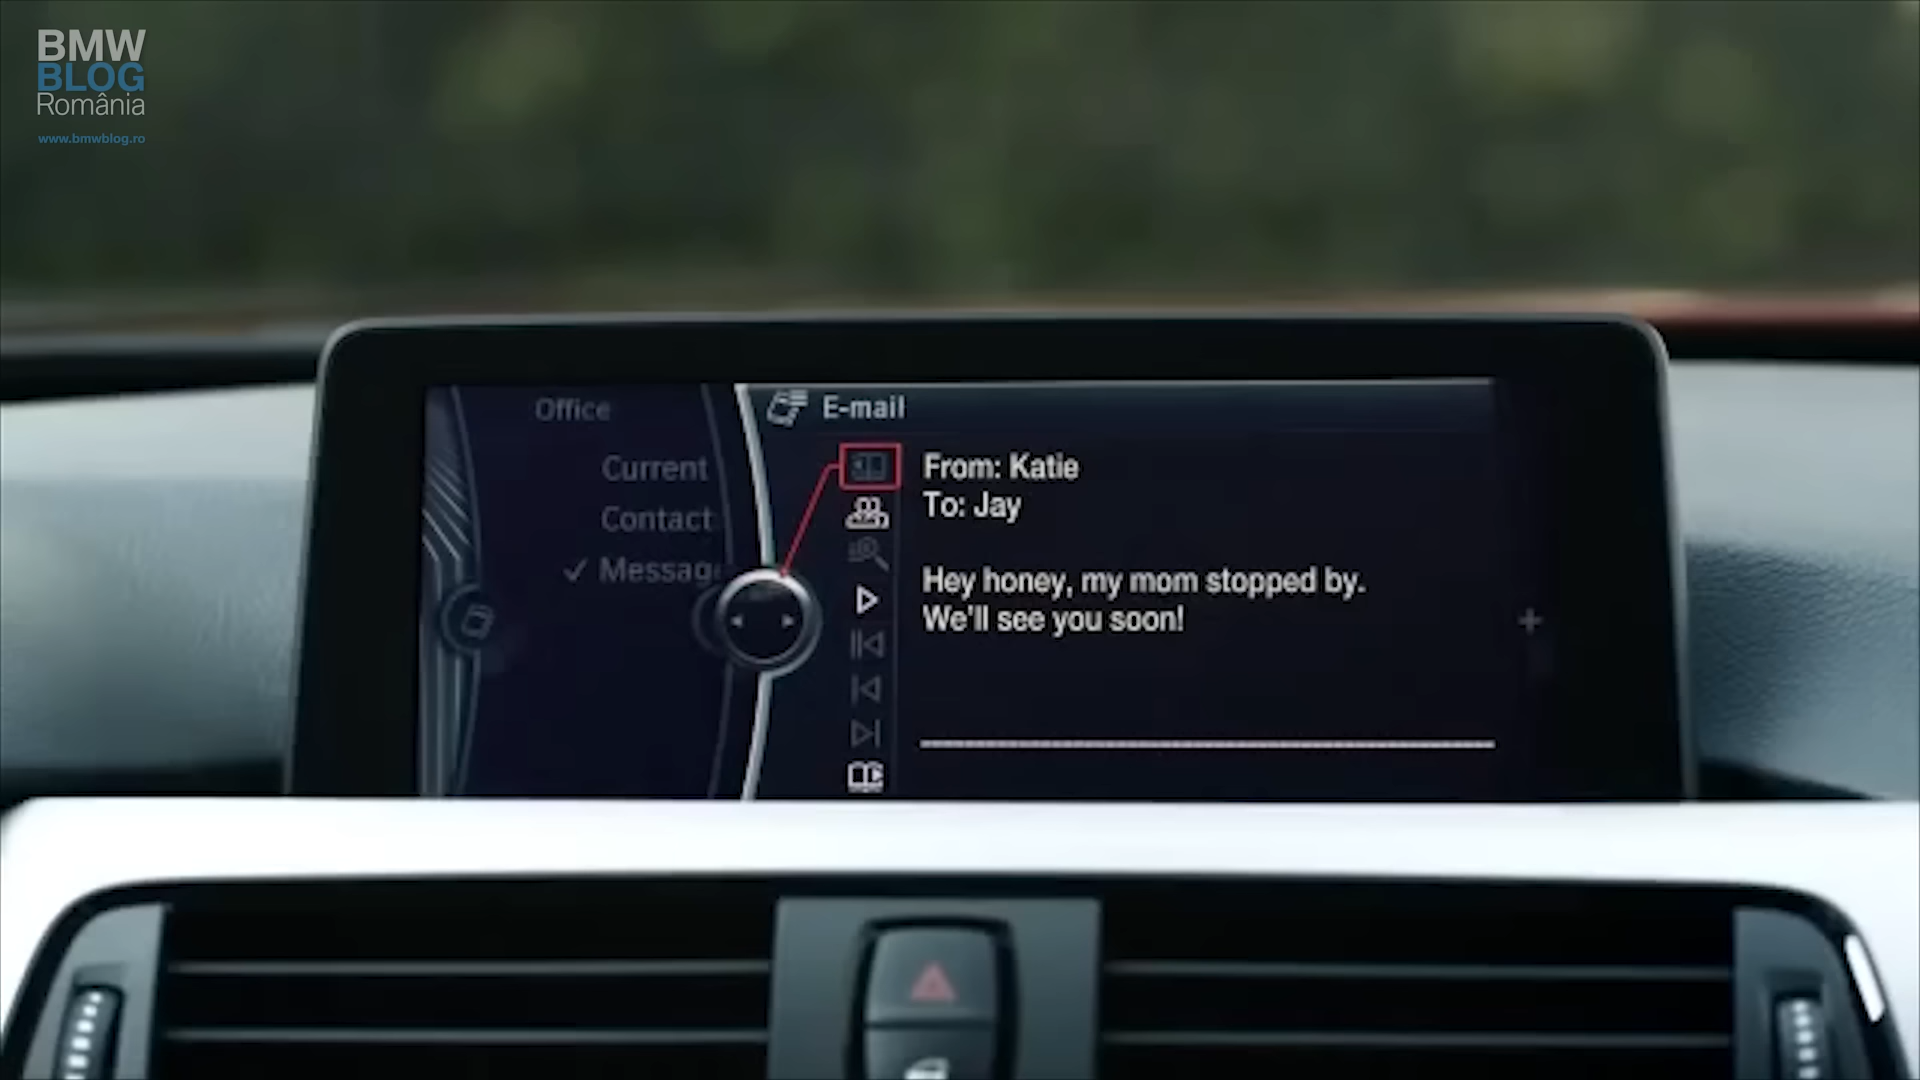 BMW
BLOG
România
www.bmwblog.ro
Office
E-mail
Current
Contact
✓ Message
From: Katie
To: Jay
Hey honey, my mom stopped by.
We'll see you soon!